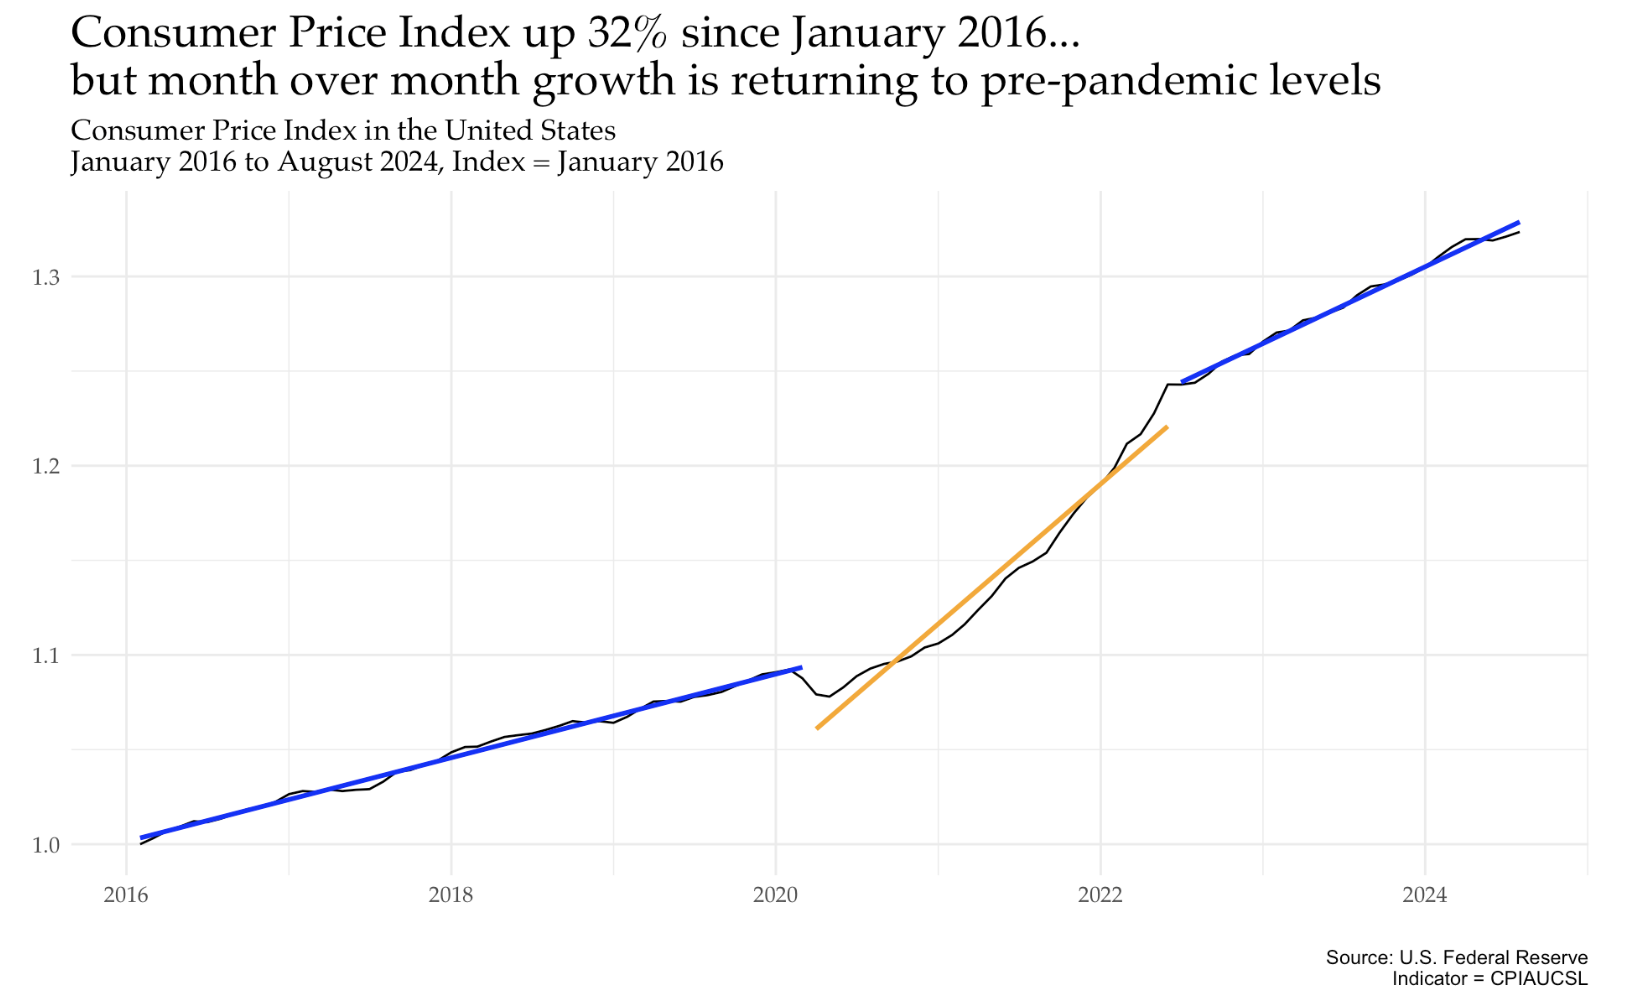 Consumer Price Index up 32% since January 2016...
but month over month growth is returning to pre-pandemic levels
Consumer Price Index in the United States
January 2016 to August 2024, Index = January 2016
1.3
1.2
1.1
1.0
2016 2018 2020 2022 2024
Source: U.S. Federal Reserve
Indicator = CPIAUCSL